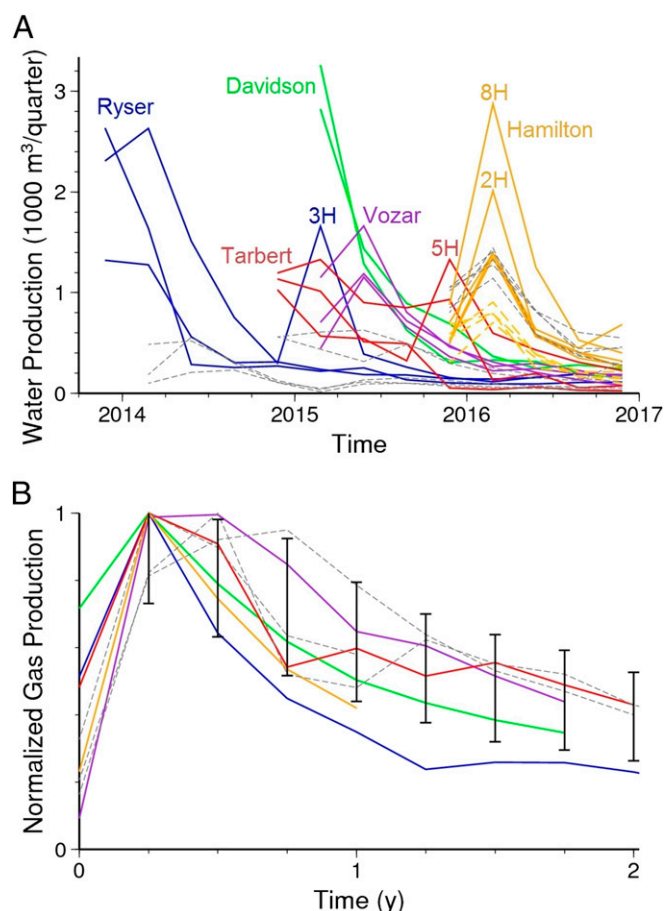 A
Water Production (1000 m³/quarter)
3
2
1
0
Ryser
Davidson
8H
Hamilton
2H
3H
Vozar
5H
Tarbert
2014
2015
2016
2017
Time
B
Normalized Gas Production
1
0
0
1
2
Time (y)